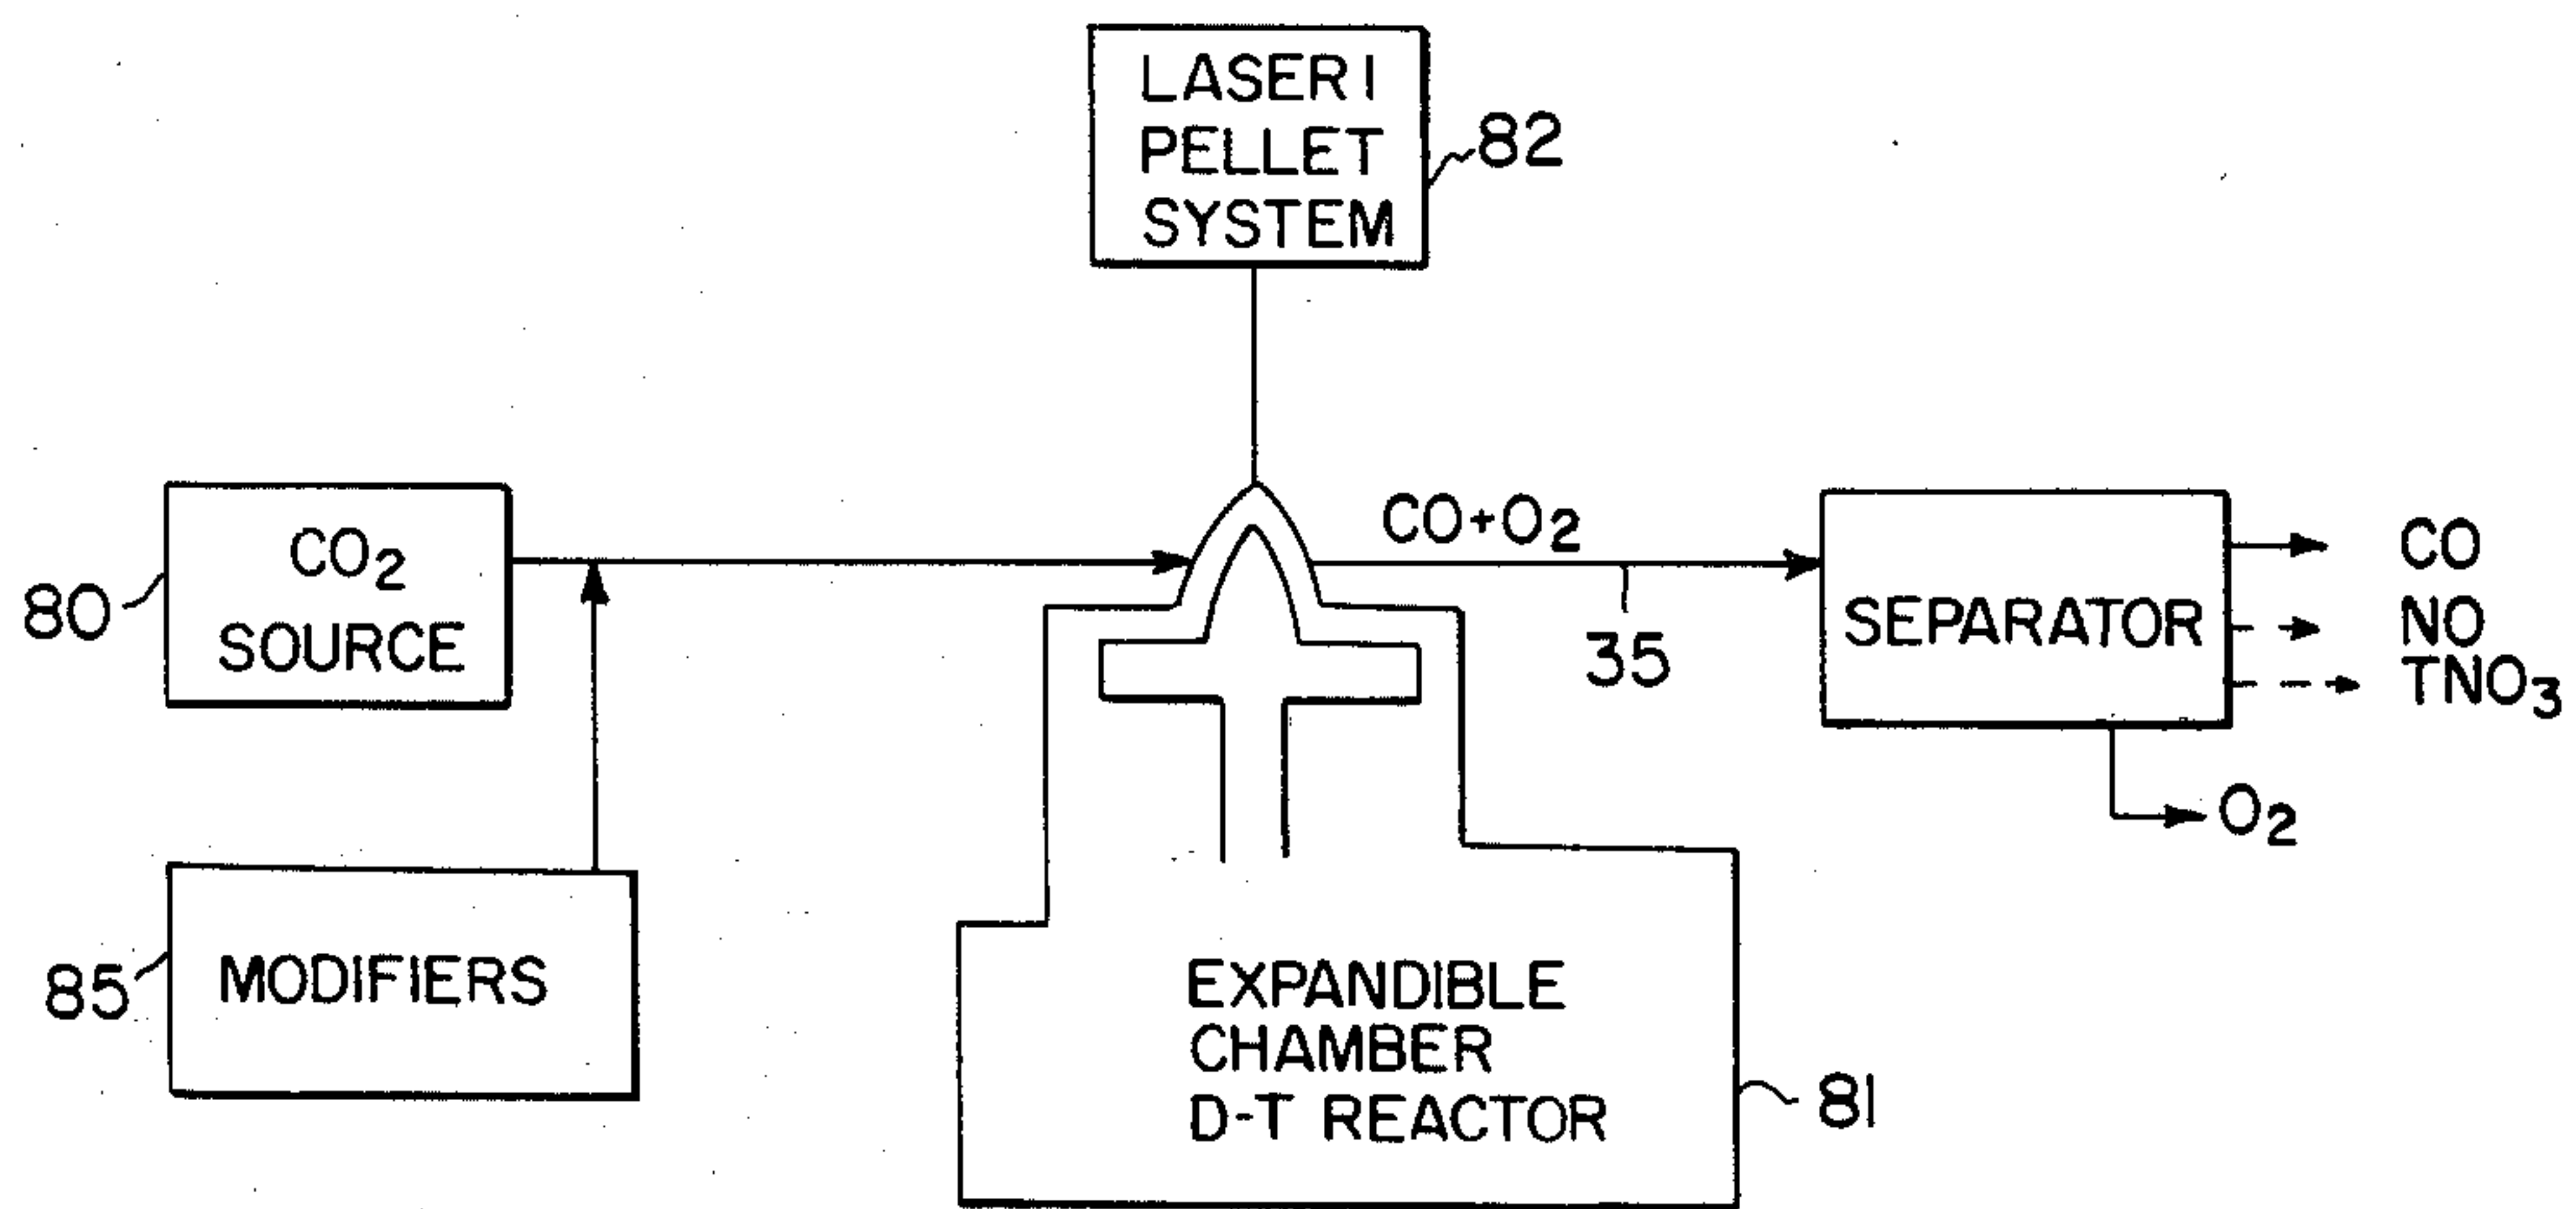 LASER I
PELLET
SYSTEM
82
CO2
SOURCE
80
CO+O2
35
SEPARATOR
CO
NO
TNO3
O2
MODIFIERS
85
EXPANDIBLE
CHAMBER
D-T REACTOR
81